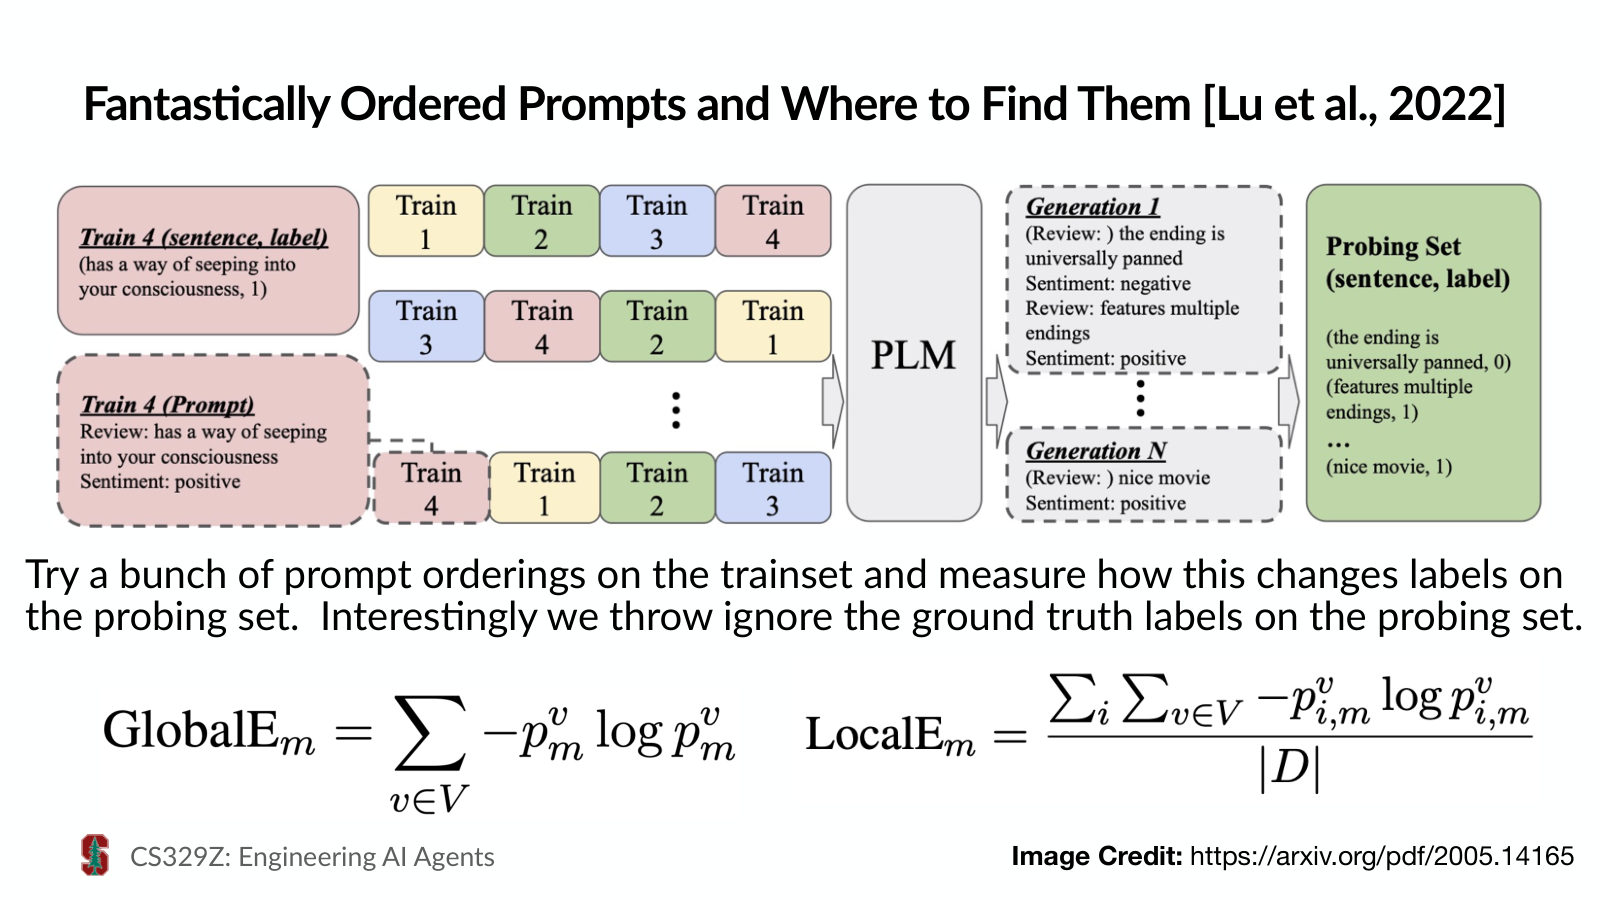 Fantastically Ordered Prompts and Where to Find Them [Lu et al., 2022]
Train 4 (sentence, label)
(has a way of seeping into
your consciousness, 1)
Train 4 (Prompt)
Review: has a way of seeping
into your consciousness
Sentiment: positive
Train 1
Train 2
Train 3
Train 4
Train 3
Train 4
Train 2
Train 1
⋮
Train 4
Train 1
Train 2
Train 3
PLM
Generation 1
(Review: ) the ending is
universally panned
Sentiment: negative
Review: features multiple
endings
Sentiment: positive
⋮
Generation N
(Review: ) nice movie
Sentiment: positive
Probing Set
(sentence, label)
(the ending is
universally panned, 0)
(features multiple
endings, 1)
...
(nice movie, 1)
Try a bunch of prompt orderings on the trainset and measure how this changes labels on
the probing set.  Interestingly we throw ignore the ground truth labels on the probing set.
GlobalE_m = ∑_{v∈V} −p_m^v log p_m^v
LocalE_m = ∑_i ∑_{v∈V} −p_{i,m}^v log p_{i,m}^v / |D|
CS329Z: Engineering AI Agents
Image Credit: https://arxiv.org/pdf/2005.14165